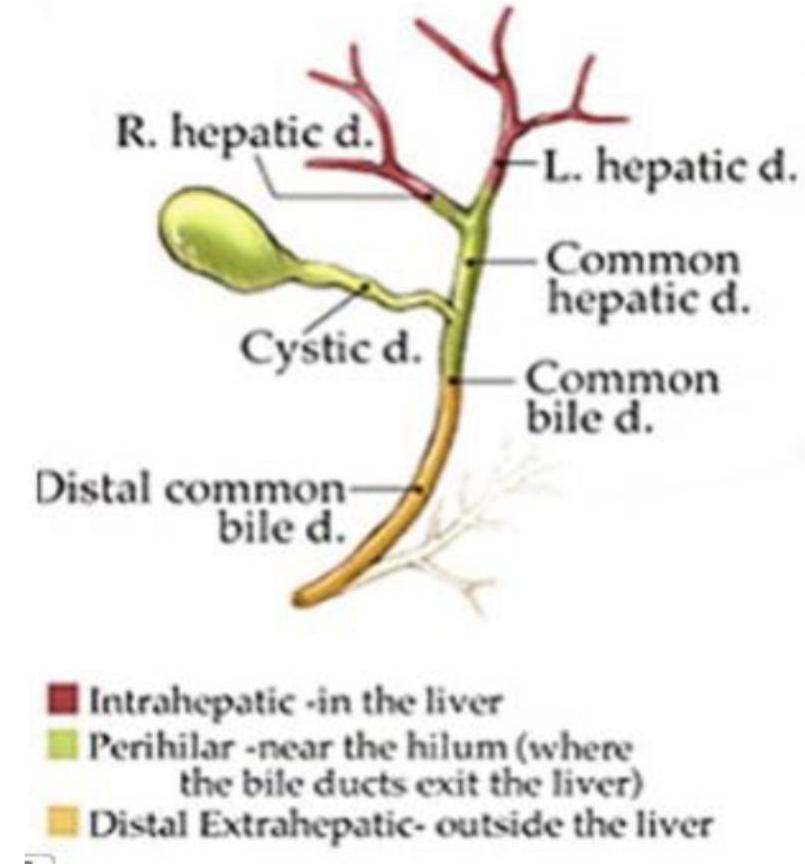 R. hepatic d.
L. hepatic d.
Common
hepatic d.
Cystic d.
Common
bile d.
Distal common
bile d.
Intrahepatic -in the liver
Perihilar -near the hilum (where
the bile ducts exit the liver)
Distal Extrahepatic- outside the liver